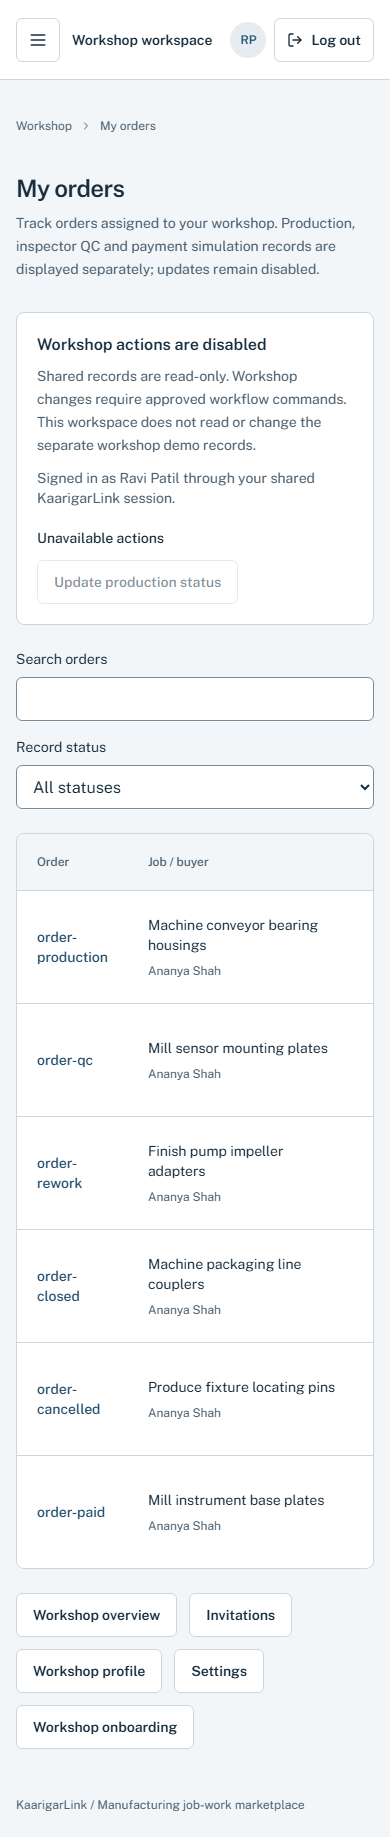 Workshop workspace
RP
Log out
Workshop
My orders
My orders
Track orders assigned to your workshop. Production,
inspector QC and payment simulation records are
displayed separately; updates remain disabled.
Workshop actions are disabled
Shared records are read-only. Workshop
changes require approved workflow commands.
This workspace does not read or change the
separate workshop demo records.
Signed in as Ravi Patil through your shared
KaarigarLink session.
Unavailable actions
Update production status
Search orders
Record status
All statuses
Order
Job / buyer
order-
production
Machine conveyor bearing
housings
Ananya Shah
order-qc
Mill sensor mounting plates
Ananya Shah
order-
rework
Finish pump impeller
adapters
Ananya Shah
order-
closed
Machine packaging line
couplers
Ananya Shah
order-
cancelled
Produce fixture locating pins
Ananya Shah
order-paid
Mill instrument base plates
Ananya Shah
Workshop overview
Invitations
Workshop profile
Settings
Workshop onboarding
KaarigarLink / Manufacturing job-work marketplace